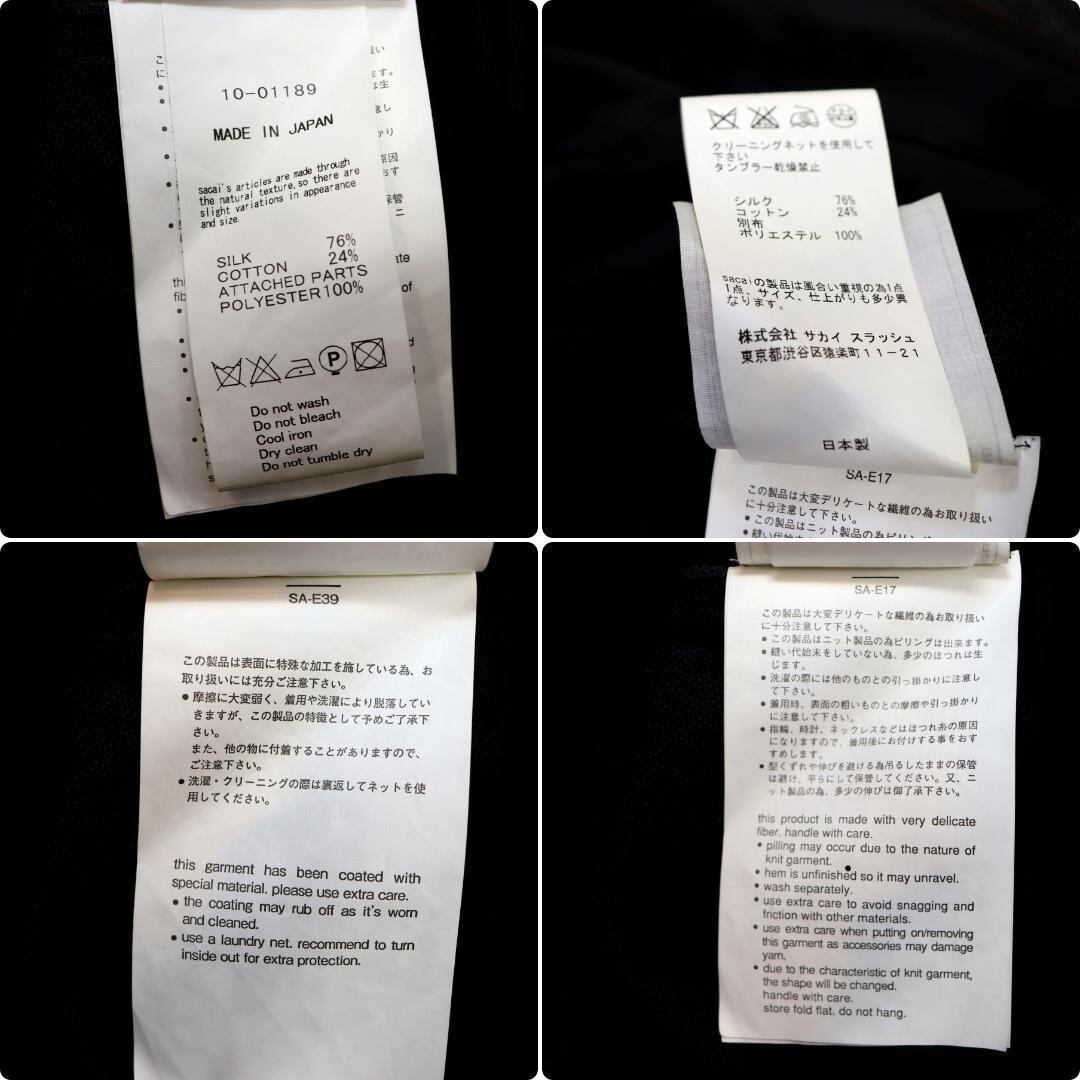 10-01189
MADE IN JAPAN
sacai's articles are made through
the natural texture, so there are
slight variations in appearance
and size.
SILK 76%
COTTON 24%
ATTACHED PARTS
POLYESTER 100%
P
Do not wash
Do not bleach
Cool iron
Dry clean
Do not tumble dry
クリーニングネットを使用して
下さい
タンブラー乾燥禁止
シルク 76%
コットン 24%
別布
ポリエステル 100%
sacaiの製品は風合い重視の為1点
1点、サイズ、仕上がりも多少異
なります。
株式会社 サカイ スラッシュ
東京都渋谷区猿楽町11-21
日本製
SA-E17
この製品は大変デリケートな繊維の為お取り扱い
に十分注意して下さい。
● この製品はニット製品の為ピリング
SA-E39
この製品は表面に特殊な加工を施している為、お
取り扱いには充分ご注意下さい。
● 摩擦に大変弱く、着用や洗濯により脱落してい
きますが、この製品の特徴として予めご了承下
さい。
また、他の物に付着することがありますので、
ご注意下さい。
● 洗濯・クリーニングの際は裏返してネットを使
用してください。
this garment has been coated with
special material. please use extra care.
● the coating may rub off as it's worn
and cleaned.
● use a laundry net. recommend to turn
inside out for extra protection.
SA-E17
この製品は大変デリケートな繊維の為お取り扱い
に十分注意して下さい。
● この製品はニット製品の為ピリングは出来ます。
● 縫い代始末をしていない為、多少のほつれは生
じます。
● 洗濯の際には他のものとの引っ掛かりに注意し
て下さい。
● 着用時、表面の粗いものとの摩擦や引っ掛かり
に注意して下さい。
● 指輪、時計、ネックレスなどはほつれ糸の原因
になりますので、着用後にお付けする事をおす
すめします。
● 型くずれや伸びを避ける為吊るしたままの保管
は避け、平らにして保管してください。又、ニ
ット製品の為、多少の伸びは御了承下さい。
this product is made with very delicate
fiber. handle with care.
● pilling may occur due to the nature of
knit garment.
● hem is unfinished so it may unravel.
● wash separately.
● use extra care to avoid snagging and
friction with other materials.
● use extra care when putting on/removing
this garment as accessories may damage
yarn.
● due to the characteristic of knit garment,
the shape will be changed.
handle with care.
store fold flat. do not hang.